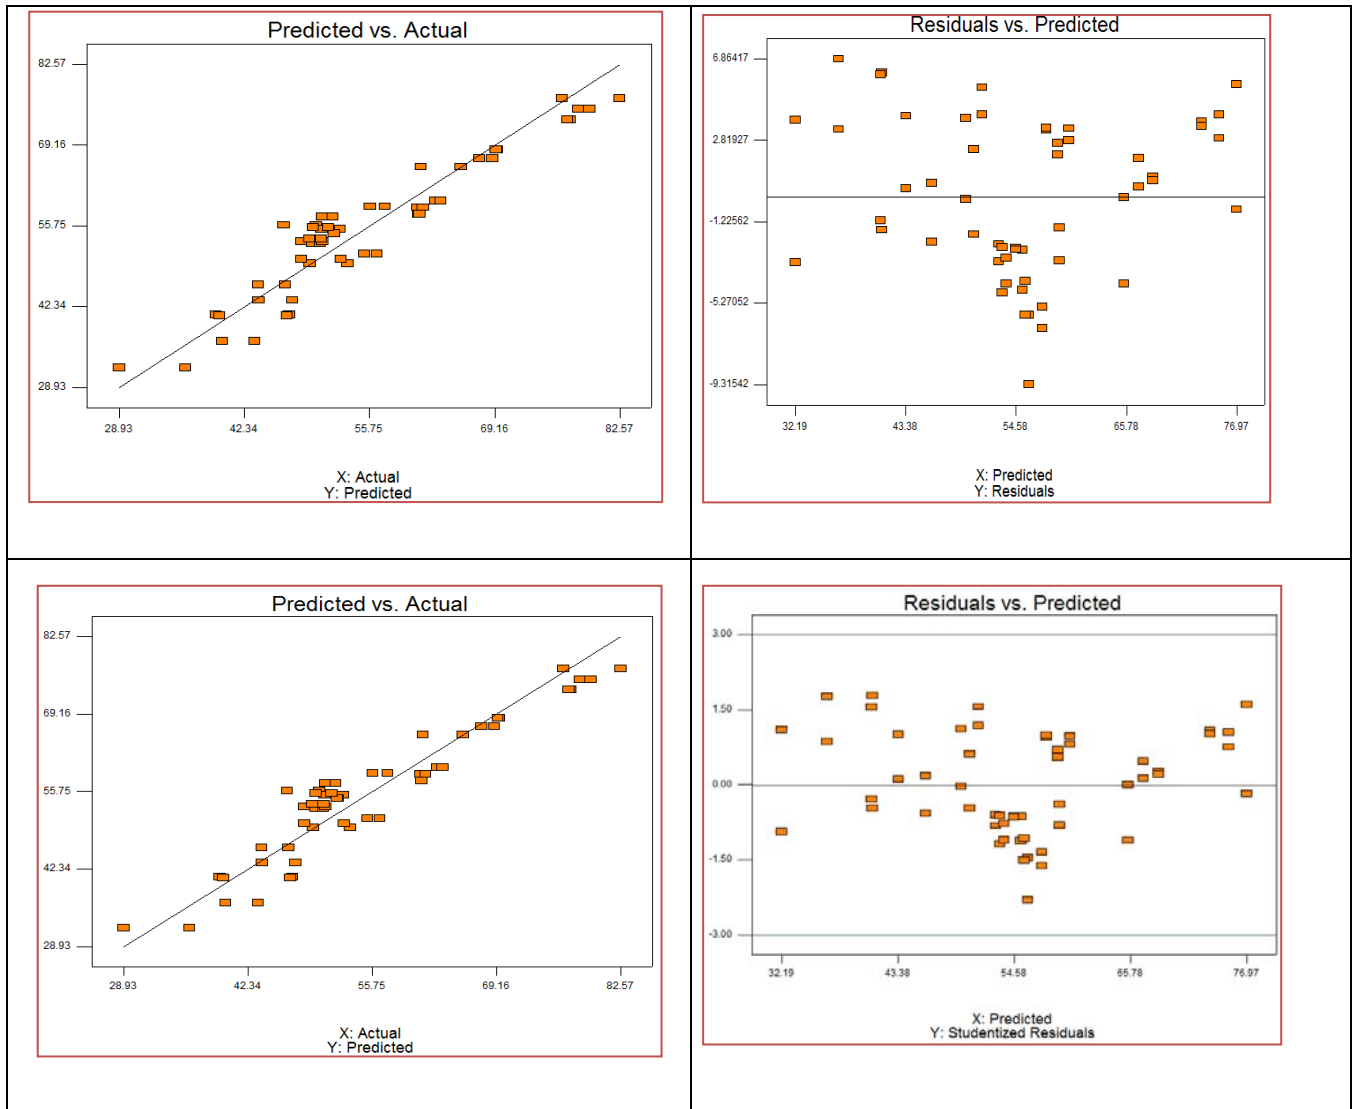 Predicted vs. Actual
82.57
69.16
55.75
42.34
28.93
28.93 42.34 55.75 69.16 82.57
X: Actual
Y: Predicted
Residuals vs. Predicted
6.86417
2.81927
-1.22562
-5.27052
-9.31542
32.19 43.38 54.58 65.78 76.97
X: Predicted
Y: Residuals
Predicted vs. Actual
82.57
69.16
55.75
42.34
28.93
28.93 42.34 55.75 69.16 82.57
X: Actual
Y: Predicted
Residuals vs. Predicted
3.00
1.50
0.00
-1.50
-3.00
32.19 43.38 54.58 65.78 76.97
X: Predicted
Y: Studentized Residuals